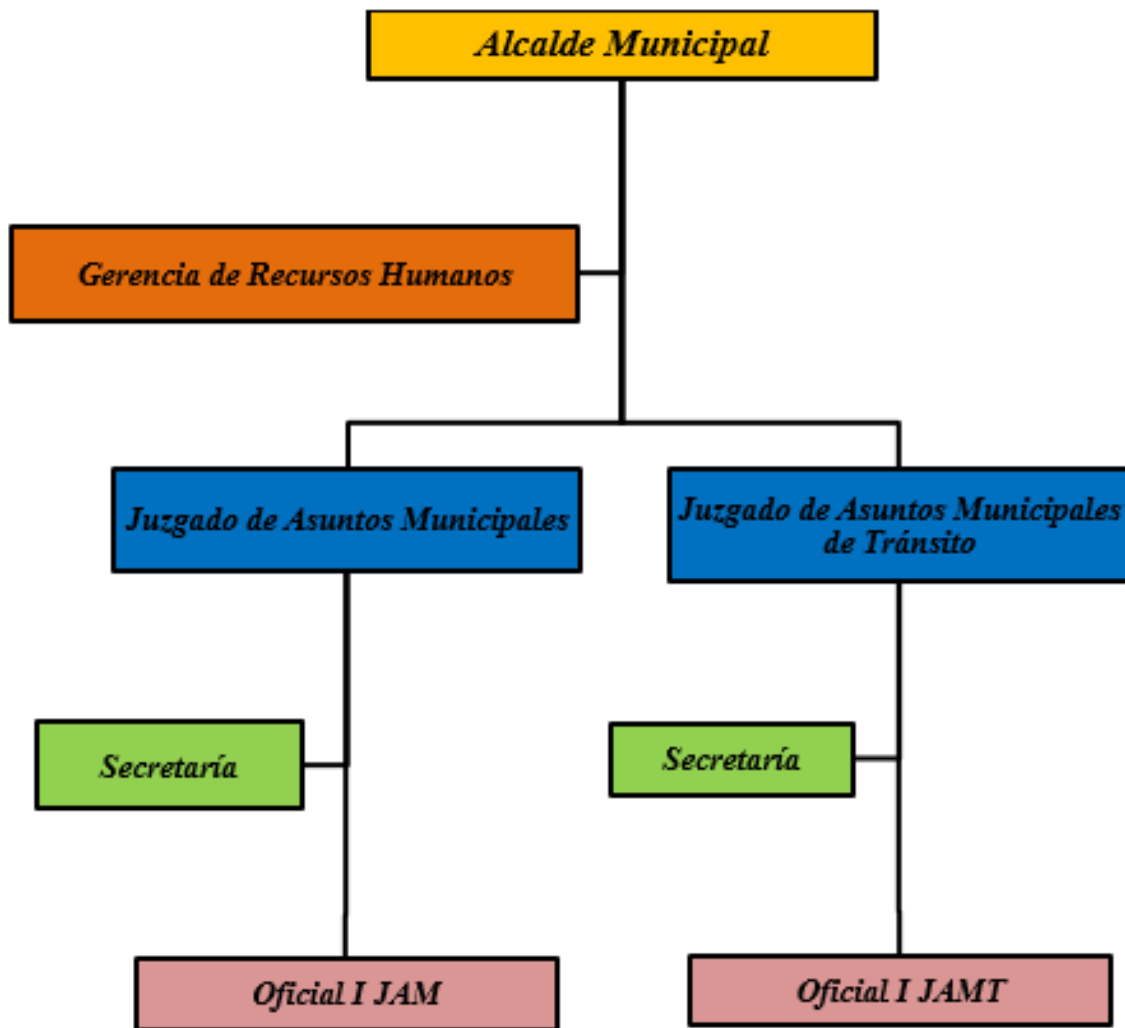 Alcalde Municipal
Gerencia de Recursos Humanos
Juzgado de Asuntos Municipales
Juzgado de Asuntos Municipales
de Tránsito
Secretaría
Secretaría
Oficial I JAM
Oficial I JAMT